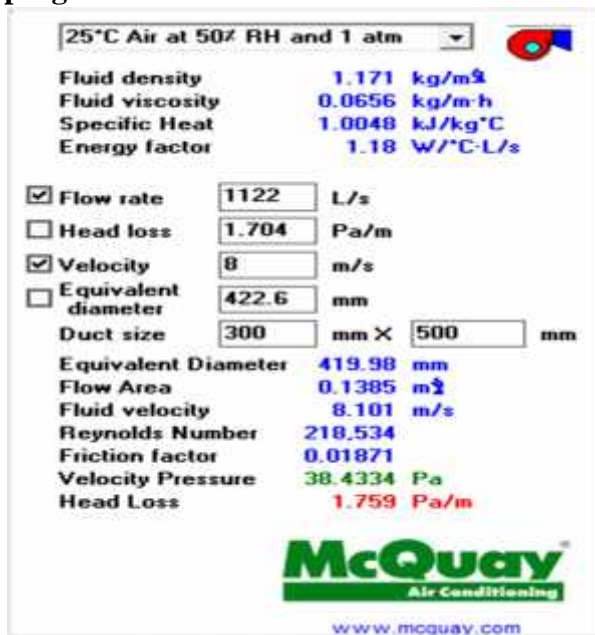 25°C Air at 50% RH and 1 atm
Fluid density 1.171 kg/m³
Fluid viscosity 0.0656 kg/m·h
Specific Heat 1.0048 kJ/kg°C
Energy factor 1.18 W/°C·L/s
Flow rate 1122 L/s
Head loss 1.704 Pa/m
Velocity 8 m/s
Equivalent diameter 422.6 mm
Duct size 300 mm X 500 mm
Equivalent Diameter 419.98 mm
Flow Area 0.1385 m²
Fluid velocity 8.101 m/s
Reynolds Number 218,534
Friction factor 0.01871
Velocity Pressure 38.4334 Pa
Head Loss 1.759 Pa/m
McQuay
Air Conditioning
www.mcquay.com